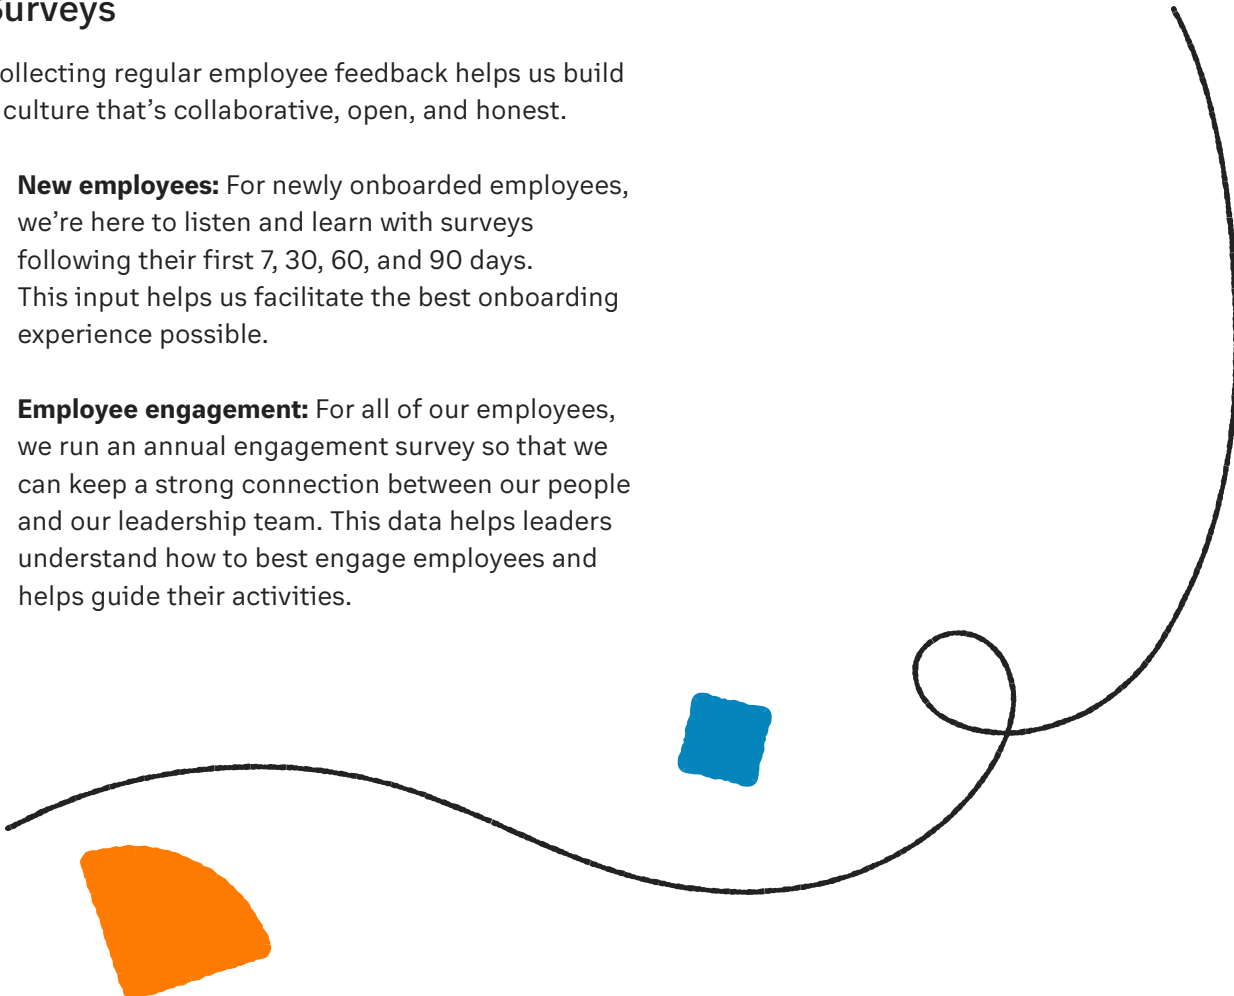 Surveys
ollecting regular employee feedback helps us build
culture that’s collaborative, open, and honest.
New employees: For newly onboarded employees,
we’re here to listen and learn with surveys
following their first 7, 30, 60, and 90 days.
This input helps us facilitate the best onboarding
experience possible.
Employee engagement: For all of our employees,
we run an annual engagement survey so that we
can keep a strong connection between our people
and our leadership team. This data helps leaders
understand how to best engage employees and
helps guide their activities.